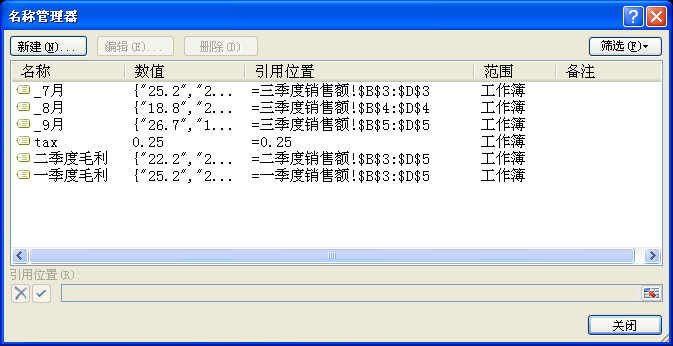 名称管理器
新建(N)... 编辑(E)... 删除(D) 筛选(F)
名称 数值 引用位置 范围 备注
_7月 {"25.2","2... =三季度销售额!$B$3:$D$3 工作簿
_8月 {"18.8","2... =三季度销售额!$B$4:$D$4 工作簿
_9月 {"26.7","1... =三季度销售额!$B$5:$D$5 工作簿
tax 0.25 =0.25 工作簿
二季度毛利 {"22.2","2... =二季度销售额!$B$3:$D$5 工作簿
一季度毛利 {"25.2","2... =一季度销售额!$B$3:$D$5 工作簿
引用位置(R):
关闭